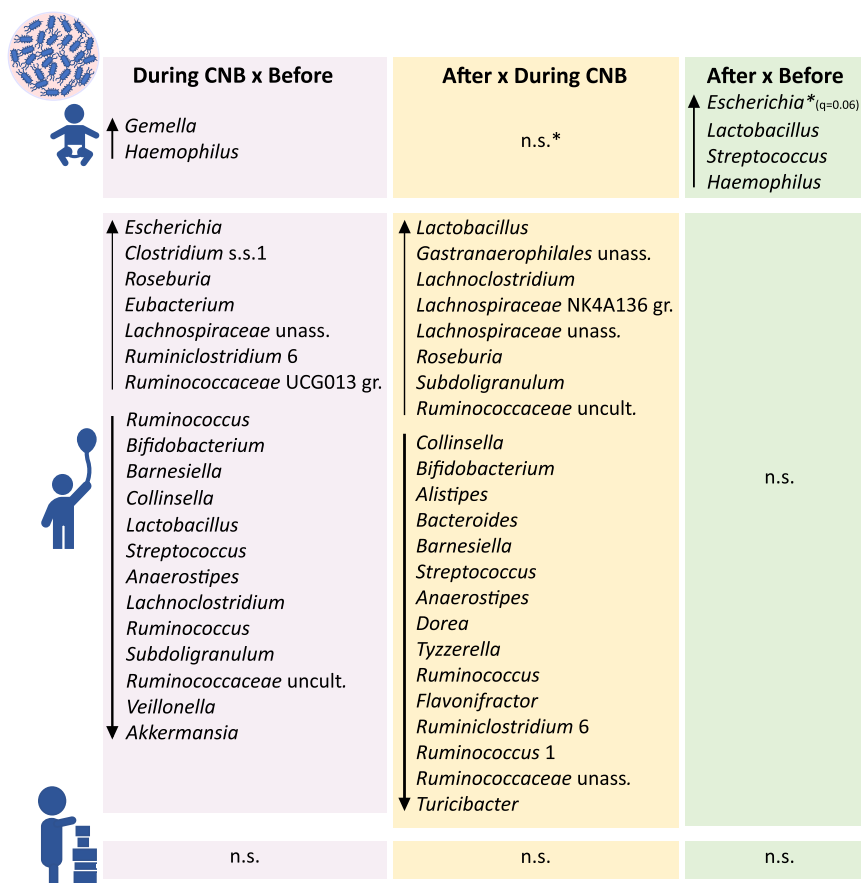 During CNB x Before
After x During CNB
After x Before
Gemella
Haemophilus
n.s.*
Escherichia*(q=0.06)
Lactobacillus
Streptococcus
Haemophilus
Escherichia
Clostridium s.s.1
Roseburia
Eubacterium
Lachnospiraceae unass.
Ruminiclostridium 6
Ruminococcaceae UCG013 gr.
Ruminococcus
Bifidobacterium
Barnesiella
Collinsella
Lactobacillus
Streptococcus
Anaerostipes
Lachnoclostridium
Ruminococcus
Subdoligranulum
Ruminococcaceae uncult.
Veillonella
Akkermansia
Lactobacillus
Gastranaerophilales unass.
Lachnoclostridium
Lachnospiraceae NK4A136 gr.
Lachnospiraceae unass.
Roseburia
Subdoligranulum
Ruminococcaceae uncult.
Collinsella
Bifidobacterium
Alistipes
Bacteroides
Barnesiella
Streptococcus
Anaerostipes
Dorea
Tyzzerella
Ruminococcus
Flavonifractor
Ruminiclostridium 6
Ruminococcus 1
Ruminococcaceae unass.
Turicibacter
n.s.
n.s.
n.s.
n.s.